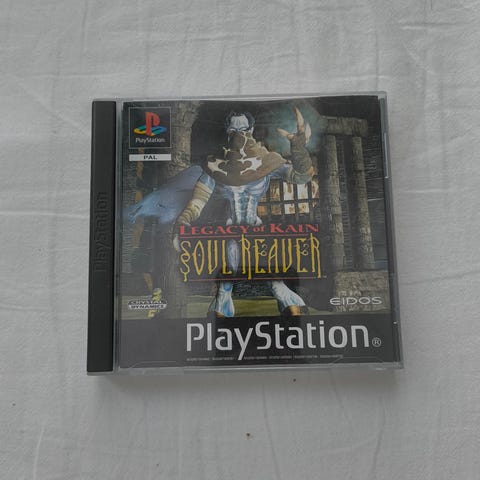 PlayStation
PlayStation
PAL
LEGACY of KAIN
SOUL REAVER
CRYSTAL
DYNAMICS
EIDOS
PlayStation®